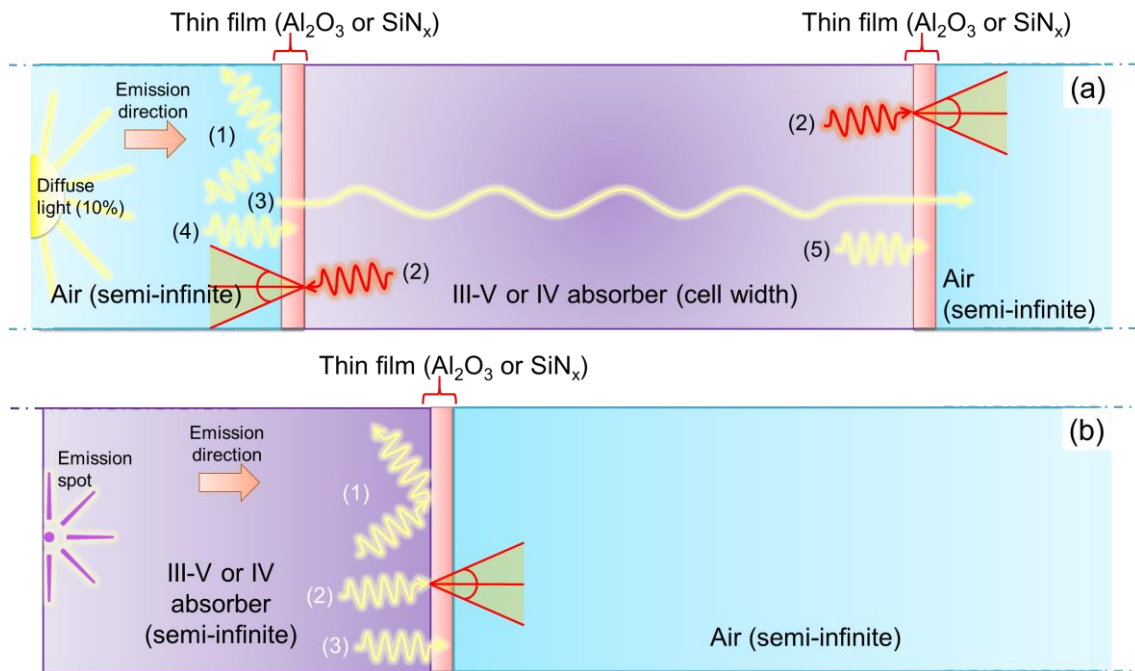 Thin film (Al₂O₃ or SiNₓ)
Thin film (Al₂O₃ or SiNₓ)
(a)
Emission
direction
(1)
(2)
Diffuse
light (10%)
(3)
(4)
(5)
(2)
Air (semi-infinite)
III-V or IV absorber (cell width)
Air
(semi-infinite)
Thin film (Al₂O₃ or SiNₓ)
(b)
Emission
direction
Emission
spot
(1)
III-V or IV
absorber
(semi-infinite)
(2)
(3)
Air (semi-infinite)